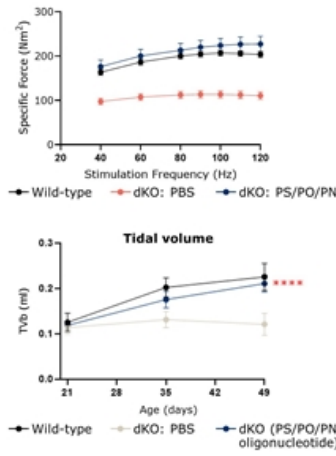 300
200
100
0
Specific Force (Nm²)
20 40 60 80 100 120
Stimulation Frequency (Hz)
Wild-type dKO: PBS dKO: PS/PO/PN
Tidal volume
0.3
0.2
0.1
0.0
TVb (ml)
****
21 28 35 42 49
Age (days)
Wild-type dKO: PBS dKO (PS/PO/PN
oligonucleotide)